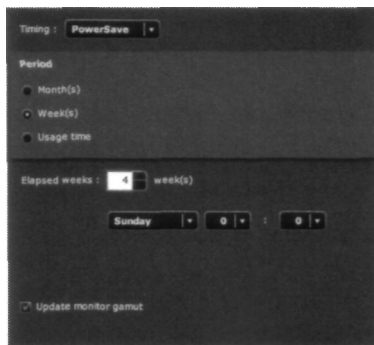 Timing : PowerSave
Period
Month(s)
Week(s)
Usage time
Elapsed weeks : 4 week(s)
Sunday 0 : 0
Update monitor gamut